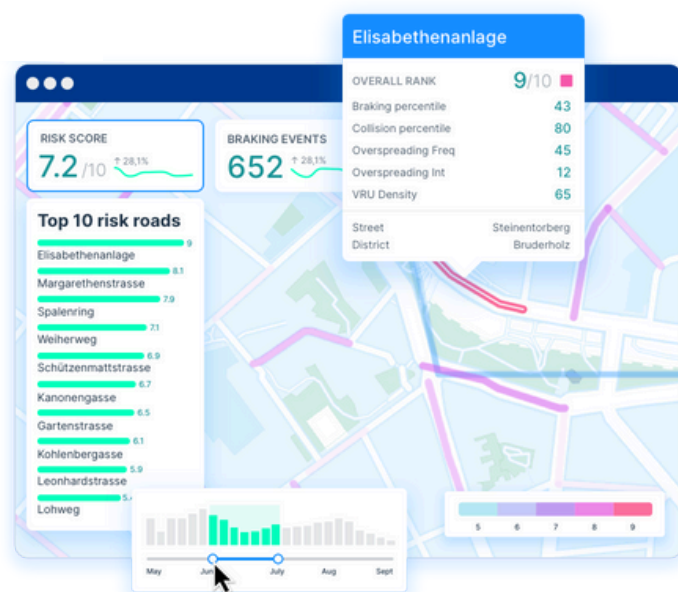 Elisabethenanlage
OVERALL RANK 9/10
Braking percentile 43
Collision percentile 80
Overspreading Freq 45
Overspreading Int 12
VRU Density 65
Street Steinentorberg
District Bruderholz
RISK SCORE
7.2 /10 ↑ 28,1%
BRAKING EVENTS
652 ↑ 28,1%
Top 10 risk roads
9
Elisabethenanlage
8.1
Margarethenstrasse
7.9
Spalenring
7.1
Weiherweg
6.9
Schützenmattstrasse
6.7
Kanonengasse
6.5
Gartenstrasse
6.1
Kohlenbergasse
5.9
Leonhardstrasse
5.4
Lohweg
May June July Aug Sept
5 6 7 8 9